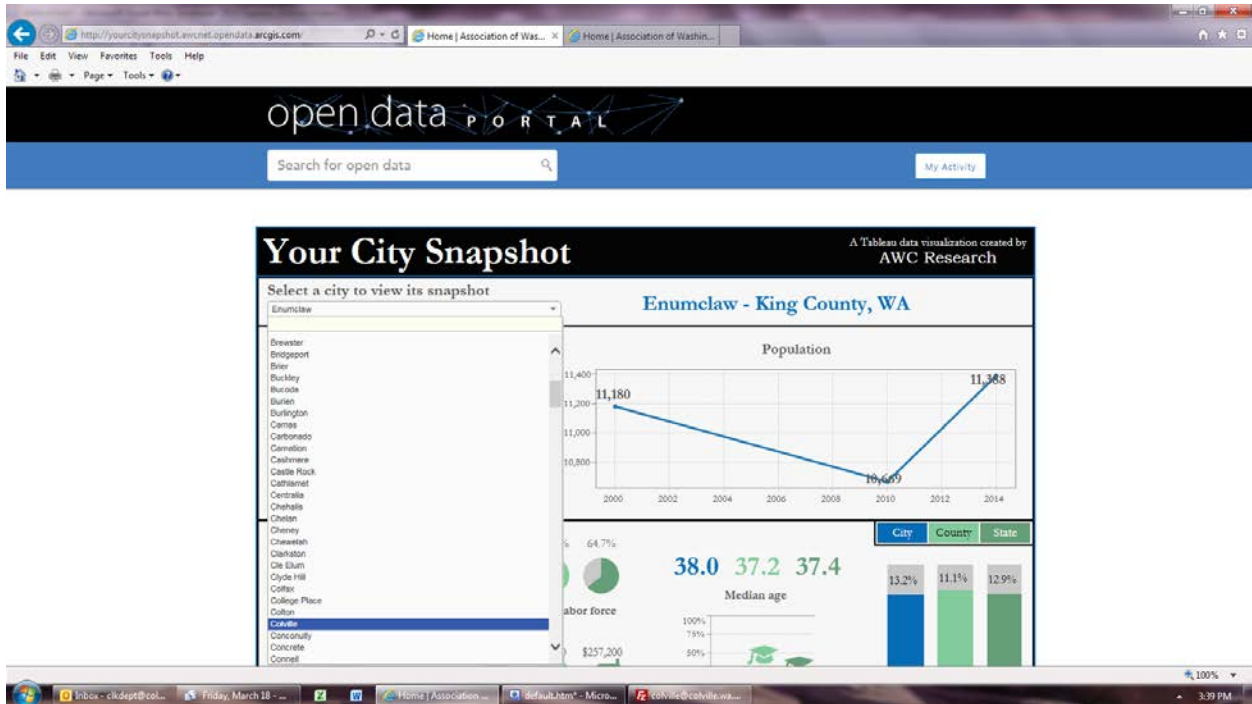 http://yourcitysnapshot.awcnet.opendata.arcgis.com/
Home | Association of Was...
Home | Association of Washin...
File Edit View Favorites Tools Help
Page Tools
open data PORTAL
Search for open data
My Activity
Your City Snapshot
A Tableau data visualization created by
AWC Research
Select a city to view its snapshot
Enumclaw
Enumclaw - King County, WA
Brewster
Bridgeport
Brier
Buckley
Bucoda
Burien
Burlington
Camas
Carbonado
Carnation
Cashmere
Castle Rock
Cathlamet
Centralia
Chehalis
Chelan
Cheney
Chewelah
Clarkston
Cle Elum
Clyde Hill
Colfax
College Place
Colton
Colville
Conconully
Concrete
Connell
Population
11,400
11,200
11,000
10,800
11,180
10,669
11,388
2000 2002 2004 2006 2008 2010 2012 2014
City County State
64.7%
abor force
$257,200
38.0 37.2 37.4
Median age
100%
75%
50%
13.2% 11.1% 12.9%
100%
Inbox - clkdept@col...
Friday, March 18 - ...
Home | Association ...
default.htm* - Micro...
colville@colville.wa....
3:39 PM